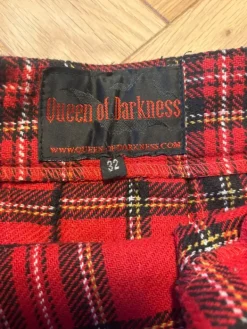 Queen of Darkness
WWW.QUEEN-OF-DARKNESS.COM
32